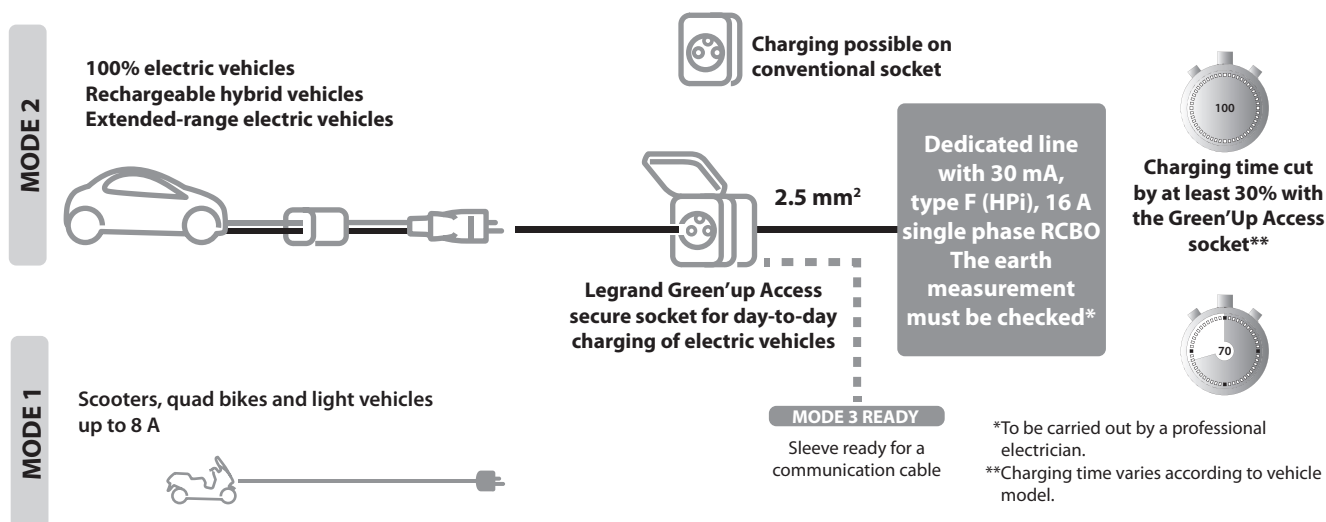 MODE 2
100% electric vehicles
Rechargeable hybrid vehicles
Extended-range electric vehicles
Charging possible on
conventional socket
2.5 mm²
Legrand Green’up Access
secure socket for day-to-day
charging of electric vehicles
Dedicated line
with 30 mA,
type F (HPi), 16 A
single phase RCBO
The earth
measurement
must be checked*
100
Charging time cut
by at least 30% with
the Green’Up Access
socket**
70
MODE 1
Scooters, quad bikes and light vehicles
up to 8 A
MODE 3 READY
Sleeve ready for a
communication cable
*To be carried out by a professional
electrician.
**Charging time varies according to vehicle
model.